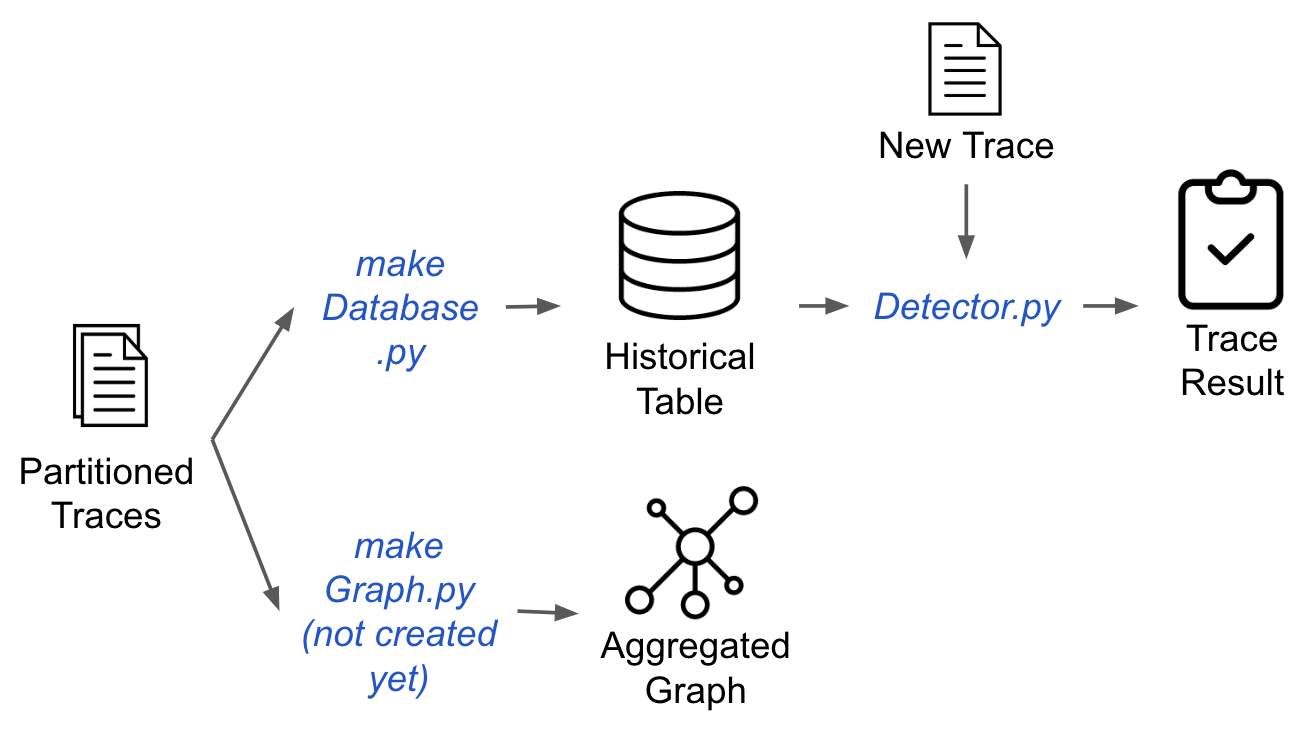 New Trace
make
Database
.py
Detector.py
Historical
Table
Trace
Result
Partitioned
Traces
make
Graph.py
(not created
yet)
Aggregated
Graph